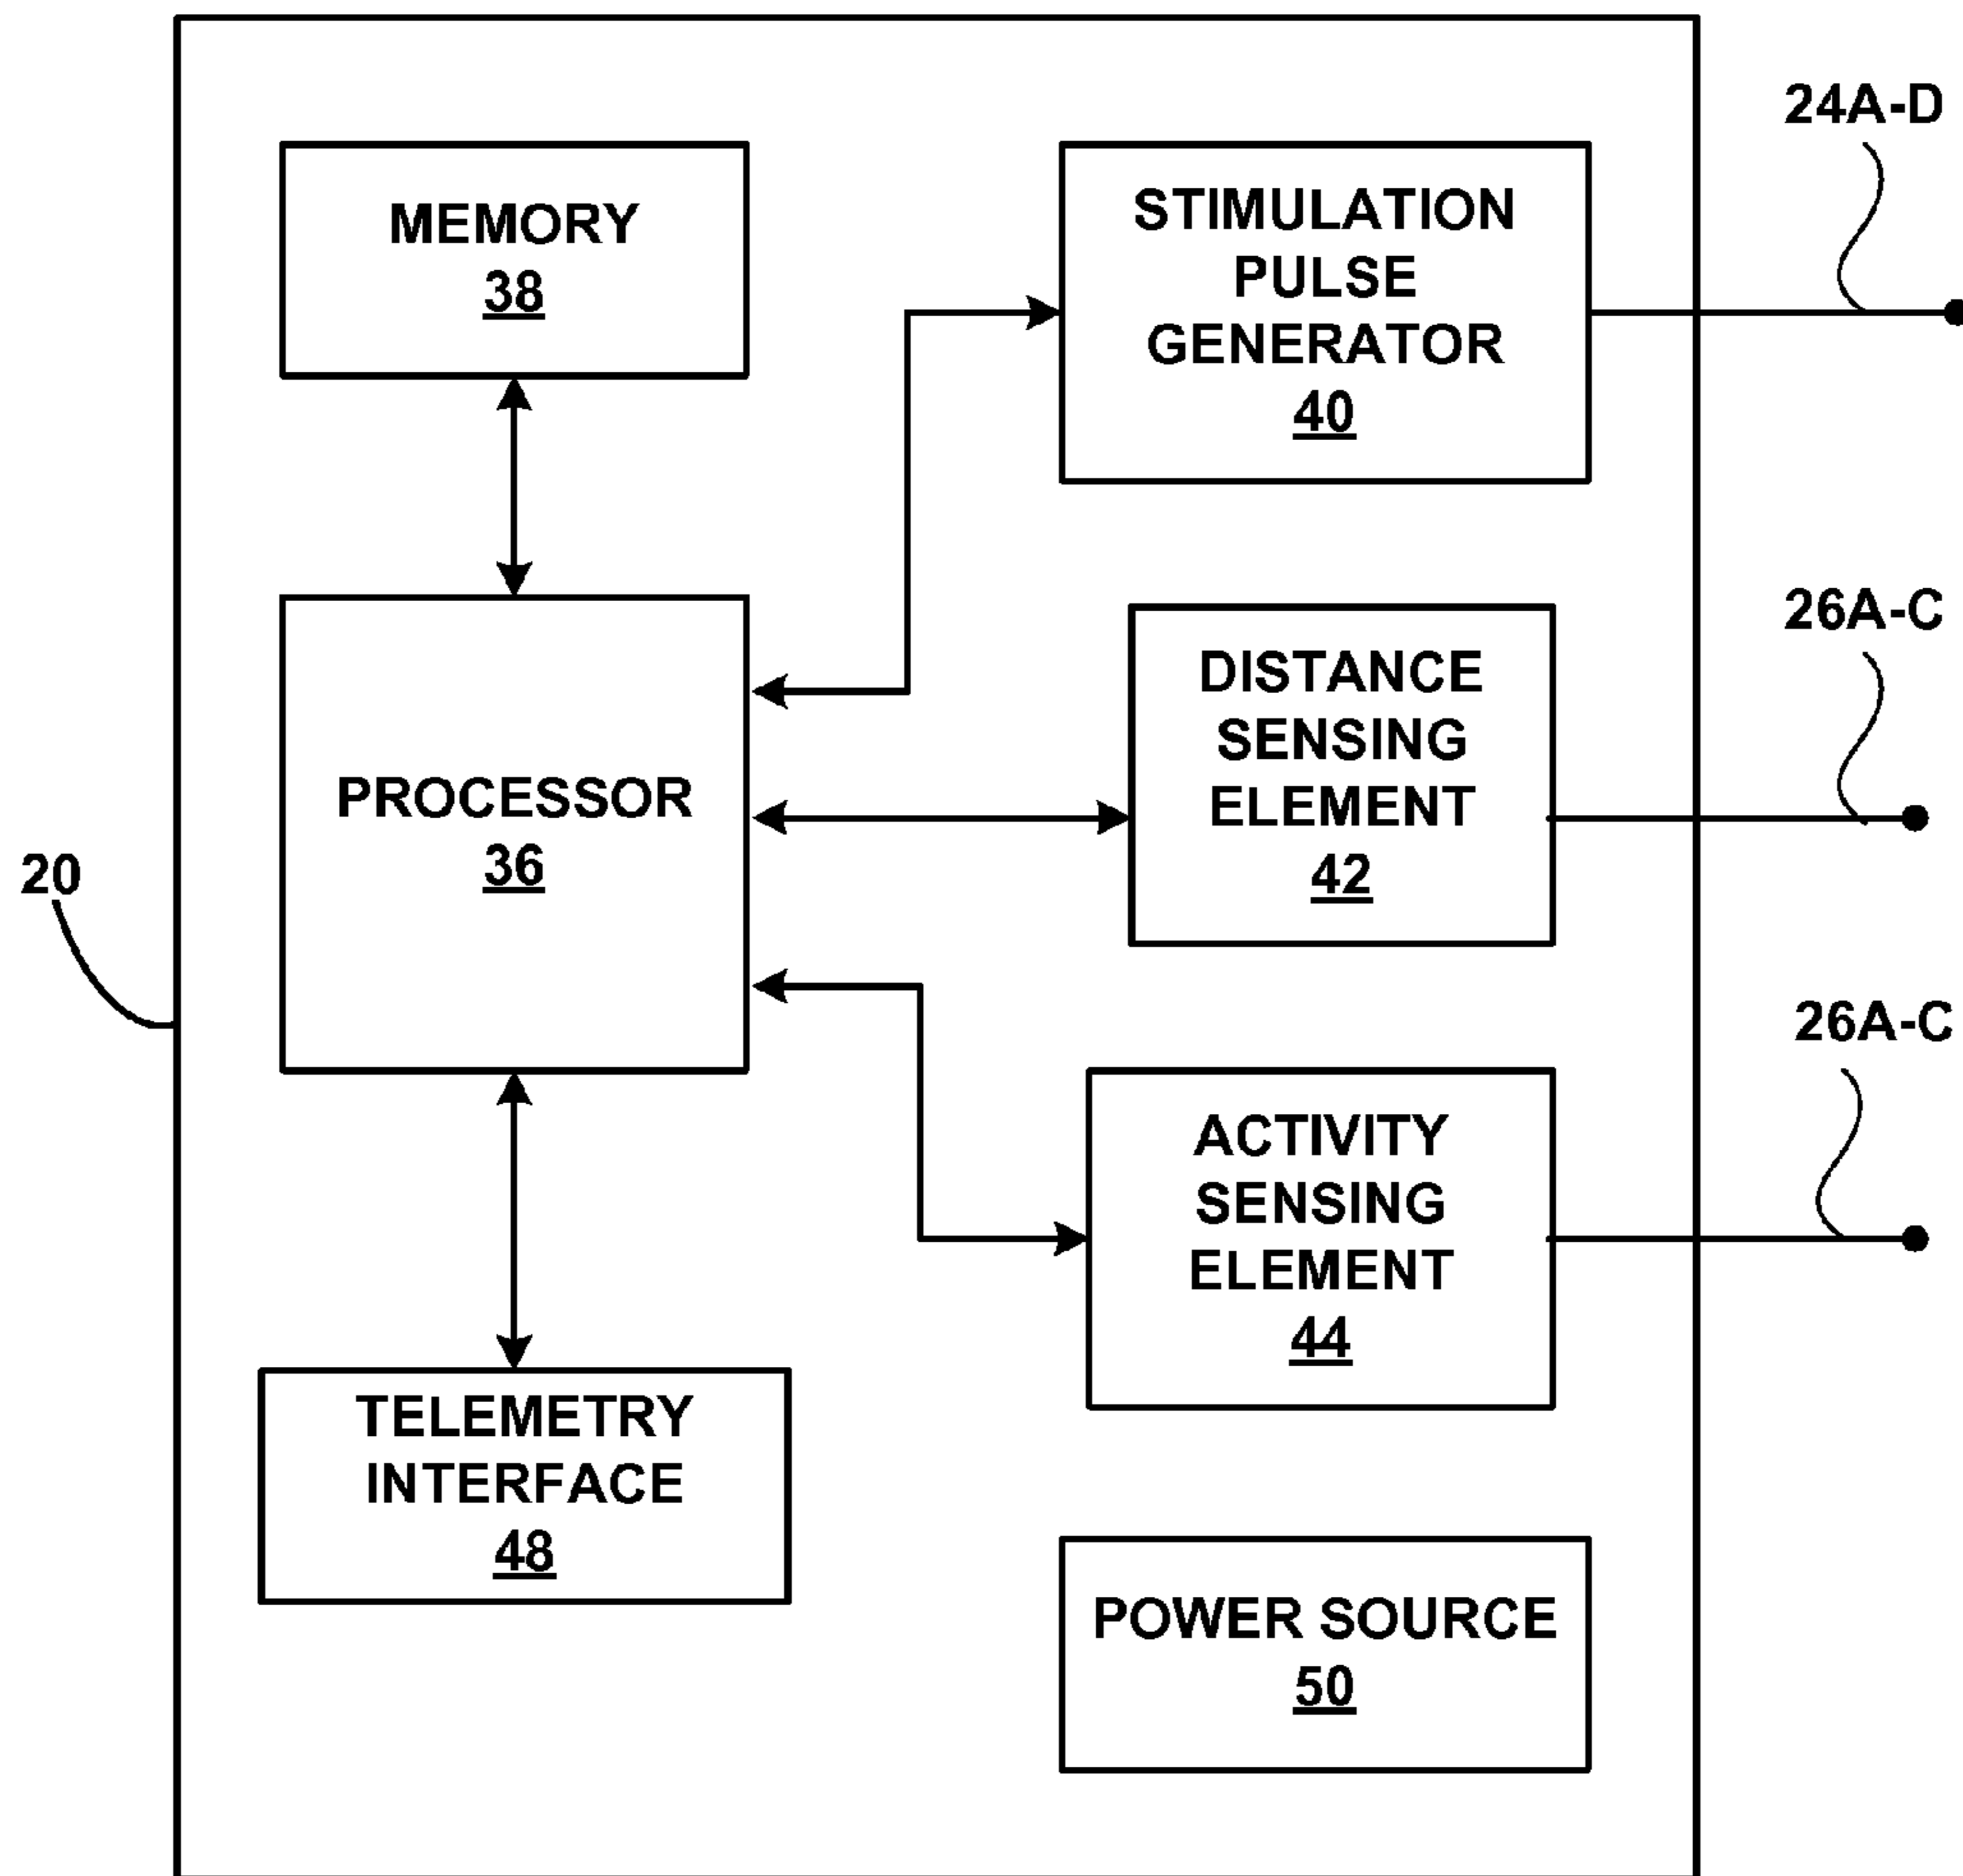 24A-D
MEMORY
38
STIMULATION
PULSE
GENERATOR
40
26A-C
PROCESSOR
36
DISTANCE
SENSING
ELEMENT
42
20
26A-C
ACTIVITY
SENSING
ELEMENT
44
TELEMETRY
INTERFACE
48
POWER SOURCE
50